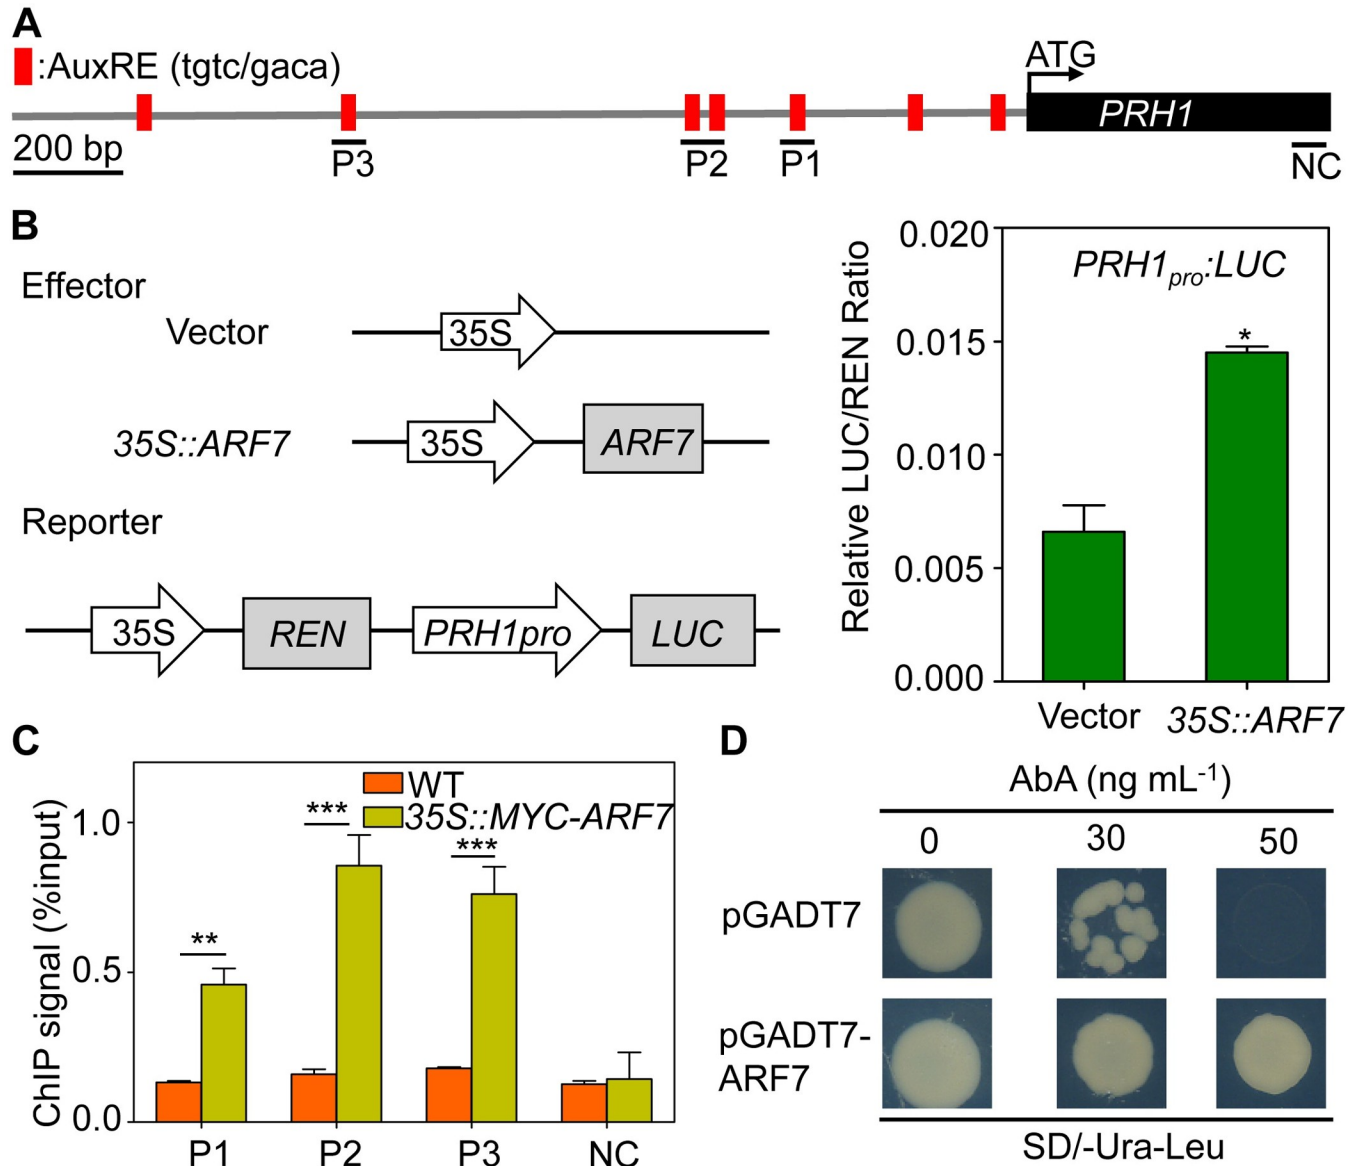 A
:AuxRE (tgtc/gaca)
ATG
PRH1
200 bp
P3
P2
P1
NC
B
Effector
Vector
35S
35S::ARF7
35S
ARF7
Reporter
35S
REN
PRH1pro
LUC
Relative LUC/REN Ratio
0.020
0.015
0.010
0.005
0.000
PRH1pro:LUC
*
Vector
35S::ARF7
C
ChIP signal (%input)
1.0
0.5
0.0
WT
35S::MYC-ARF7
**
***
***
P1
P2
P3
NC
D
AbA (ng mL-1)
0
30
50
pGADT7
pGADT7-
ARF7
SD/-Ura-Leu